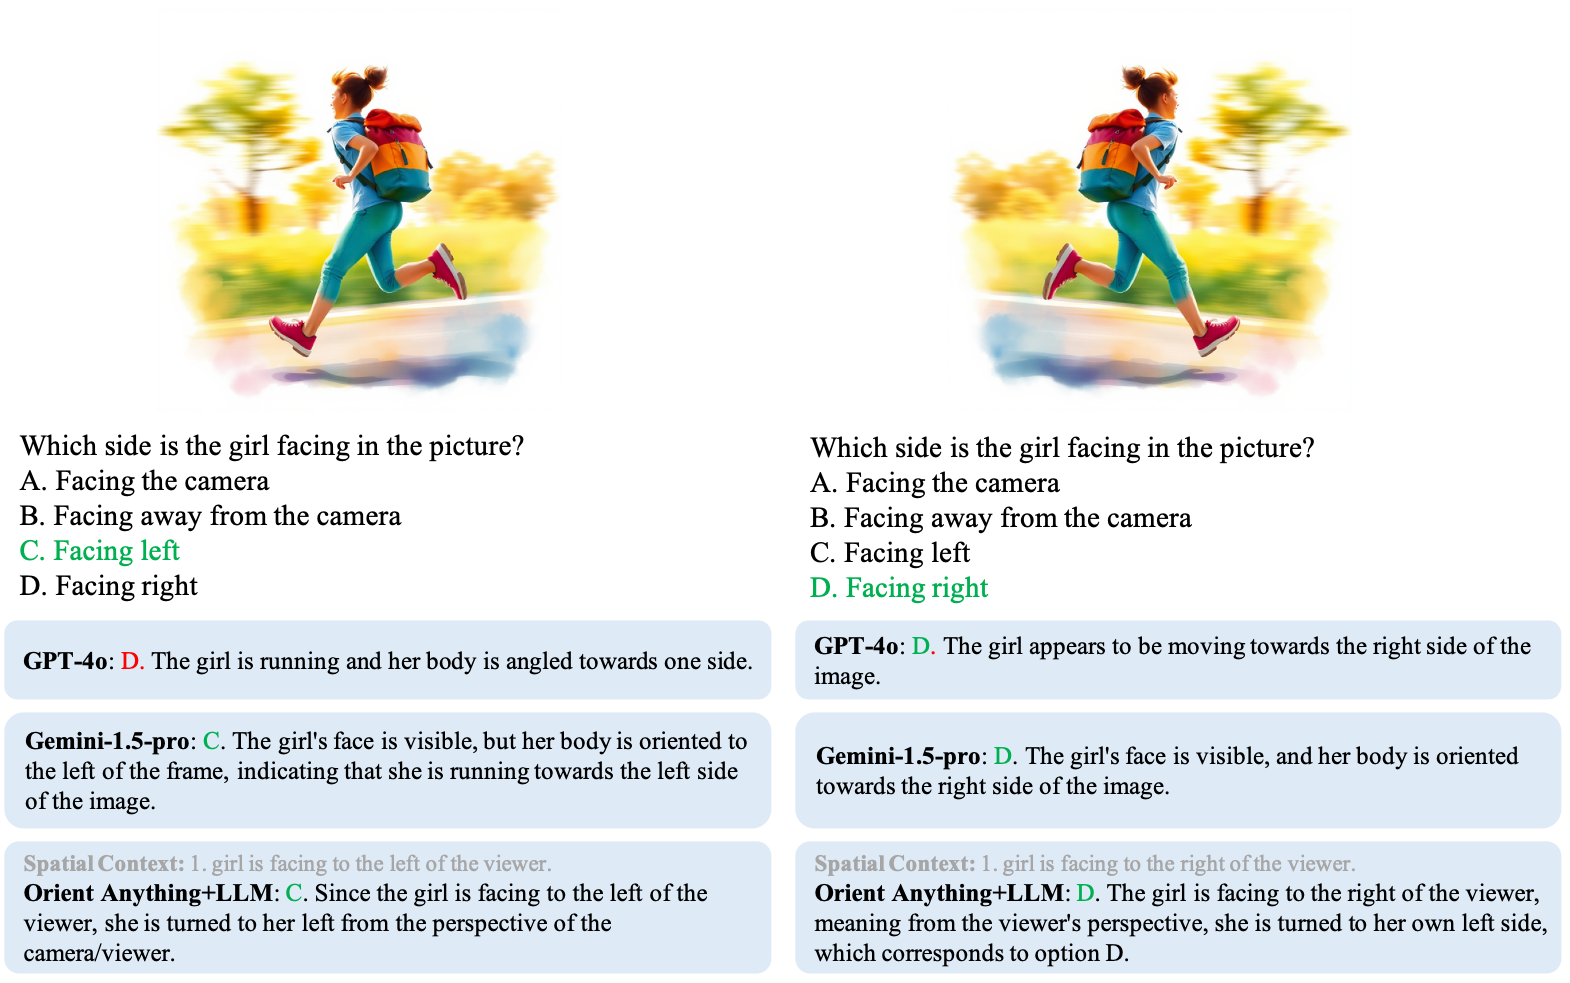 Which side is the girl facing in the picture?
A. Facing the camera
B. Facing away from the camera
C. Facing left
D. Facing right
GPT-4o: D. The girl is running and her body is angled towards one side.
Gemini-1.5-pro: C. The girl's face is visible, but her body is oriented to
the left of the frame, indicating that she is running towards the left side
of the image.
Spatial Context: 1. girl is facing to the left of the viewer.
Orient Anything+LLM: C. Since the girl is facing to the left of the
viewer, she is turned to her left from the perspective of the
camera/viewer.
Which side is the girl facing in the picture?
A. Facing the camera
B. Facing away from the camera
C. Facing left
D. Facing right
GPT-4o: D. The girl appears to be moving towards the right side of the
image.
Gemini-1.5-pro: D. The girl's face is visible, and her body is oriented
towards the right side of the image.
Spatial Context: 1. girl is facing to the right of the viewer.
Orient Anything+LLM: D. The girl is facing to the right of the viewer,
meaning from the viewer's perspective, she is turned to her own left side,
which corresponds to option D.